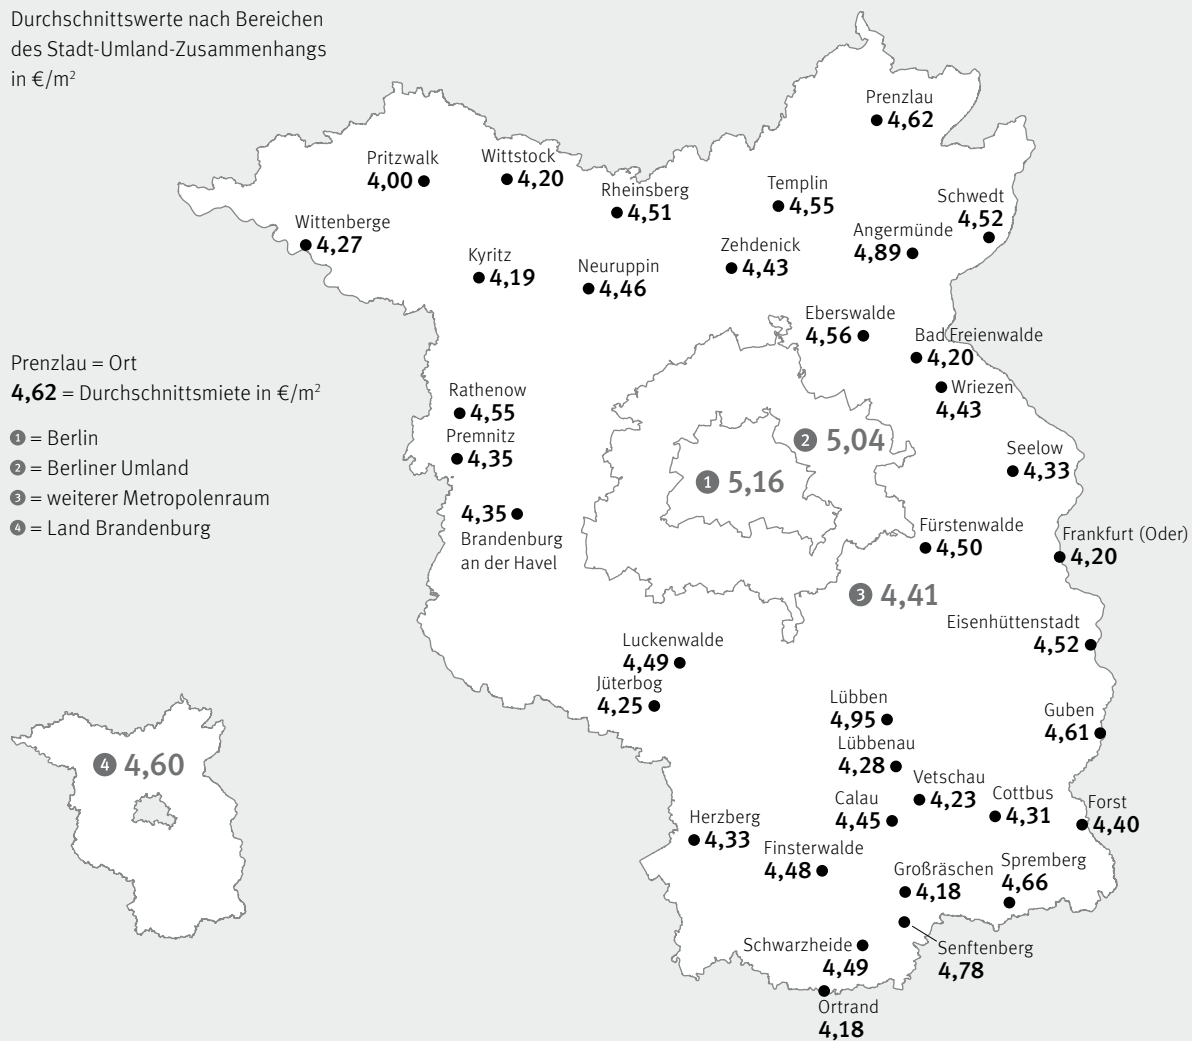 Durchschnittswerte nach Bereichen
des Stadt-Umland-Zusammenhangs
in €/m²
Prenzlau
4,62
Pritzwalk
4,00
Wittstock
4,20
Rheinsberg
4,51
Templin
4,55
Schwedt
4,52
Wittenberge
4,27
Angermünde
4,89
Kyritz
4,19
Neuruppin
4,46
Zehdenick
4,43
Eberswalde
4,56
Bad Freienwalde
4,20
Wriezen
4,43
Prenzlau = Ort
4,62 = Durchschnittsmiete in €/m²
1 = Berlin
2 = Berliner Umland
3 = weiterer Metropolenraum
4 = Land Brandenburg
Rathenow
4,55
Premnitz
4,35
4,35
Brandenburg
an der Havel
2 5,04
1 5,16
Seelow
4,33
Fürstenwalde
4,50
Frankfurt (Oder)
4,20
3 4,41
Eisenhüttenstadt
4,52
Luckenwalde
4,49
Jüterbog
4,25
Lübben
4,95
Guben
4,61
Lübbenau
4,28
4 4,60
Vetschau
4,23
Calau
4,45
Cottbus
4,31
Forst
4,40
Herzberg
4,33
Finsterwalde
4,48
Großräschen
4,18
Spremberg
4,66
Schwarzheide
4,49
Senftenberg
4,78
Ortrand
4,18